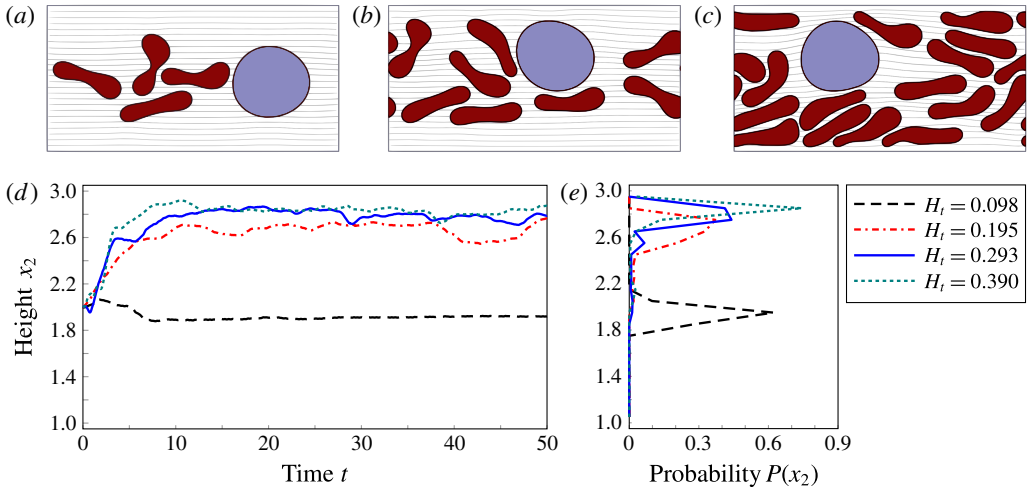 (a)
(b)
(c)
(d)
3.0
2.6
2.2
1.8
1.4
1.0
Height x₂
0
10
20
30
40
50
Time t
(e)
3.0
2.6
2.2
1.8
1.4
1.0
0
0.3
0.6
0.9
Probability P(x₂)
Hₜ = 0.098
Hₜ = 0.195
Hₜ = 0.293
Hₜ = 0.390